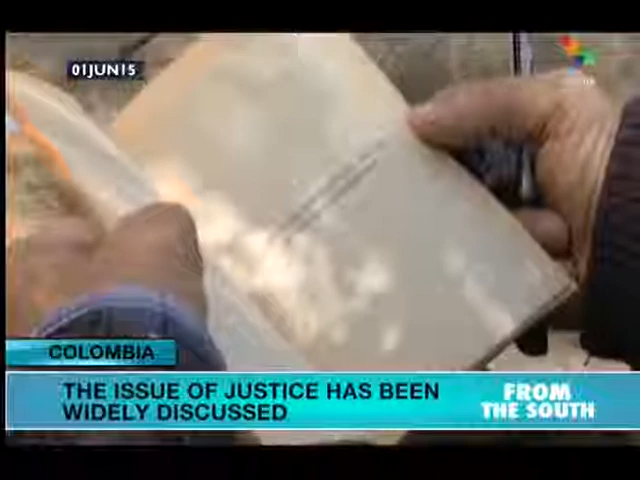 01JUN15
COLOMBIA
THE ISSUE OF JUSTICE HAS BEEN
WIDELY DISCUSSED
FROM
THE SOUTH